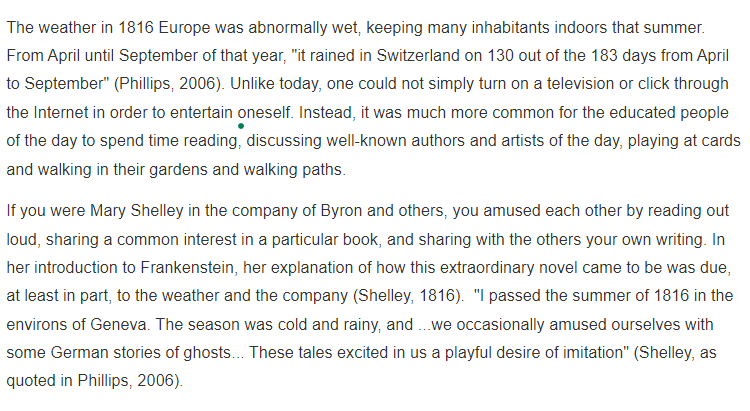 The weather in 1816 Europe was abnormally wet, keeping many inhabitants indoors that summer.
From April until September of that year, "it rained in Switzerland on 130 out of the 183 days from April
to September" (Phillips, 2006). Unlike today, one could not simply turn on a television or click through
the Internet in order to entertain oneself. Instead, it was much more common for the educated people
of the day to spend time reading, discussing well-known authors and artists of the day, playing at cards
and walking in their gardens and walking paths.
If you were Mary Shelley in the company of Byron and others, you amused each other by reading out
loud, sharing a common interest in a particular book, and sharing with the others your own writing. In
her introduction to Frankenstein, her explanation of how this extraordinary novel came to be was due,
at least in part, to the weather and the company (Shelley, 1816).  "I passed the summer of 1816 in the
environs of Geneva. The season was cold and rainy, and ...we occasionally amused ourselves with
some German stories of ghosts... These tales excited in us a playful desire of imitation" (Shelley, as
quoted in Phillips, 2006).